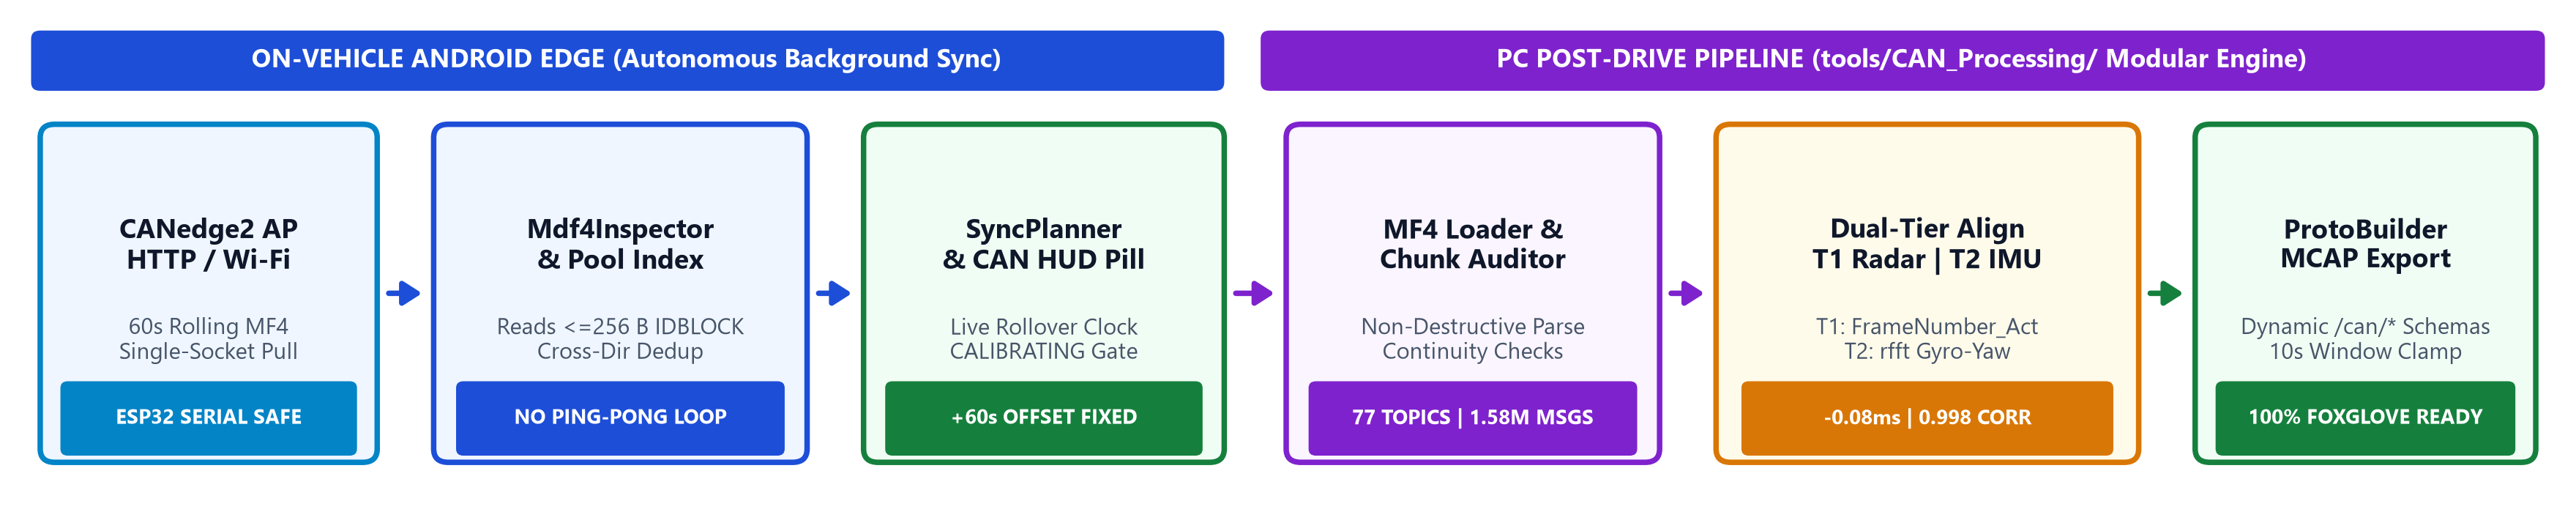 ON-VEHICLE ANDROID EDGE (Autonomous Background Sync)
PC POST-DRIVE PIPELINE (tools/CAN_Processing/ Modular Engine)
CANedge2 AP
HTTP / Wi-Fi
60s Rolling MF4
Single-Socket Pull
ESP32 SERIAL SAFE
Mdf4Inspector
& Pool Index
Reads <=256 B IDBLOCK
Cross-Dir Dedup
NO PING-PONG LOOP
SyncPlanner
& CAN HUD Pill
Live Rollover Clock
CALIBRATING Gate
+60s OFFSET FIXED
MF4 Loader &
Chunk Auditor
Non-Destructive Parse
Continuity Checks
77 TOPICS | 1.58M MSGS
Dual-Tier Align
T1 Radar | T2 IMU
T1: FrameNumber_Act
T2: rfft Gyro-Yaw
-0.08ms | 0.998 CORR
ProtoBuilder
MCAP Export
Dynamic /can/* Schemas
10s Window Clamp
100% FOXGLOVE READY